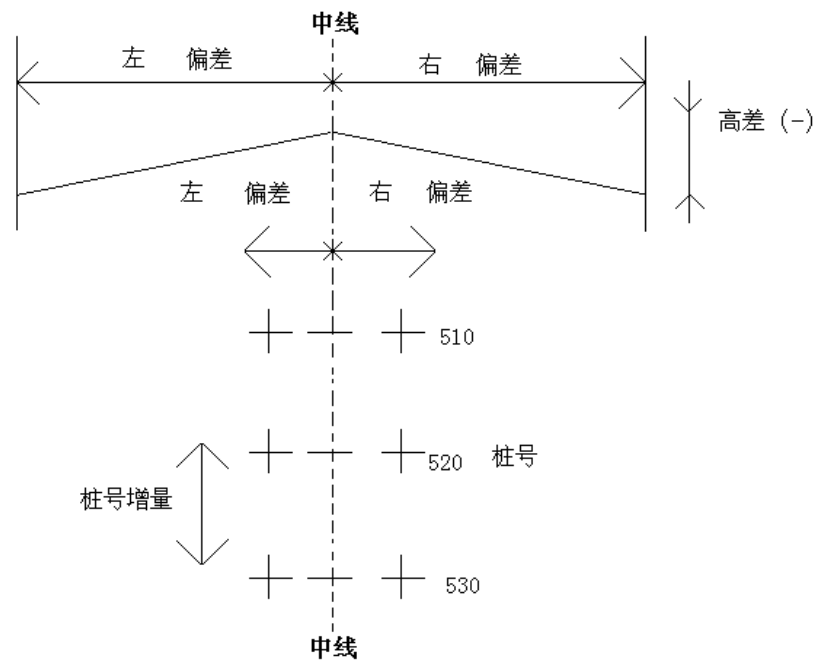 中线
左 偏差
右 偏差
高差 (-)
左 偏差
右 偏差
510
520
桩号
桩号增量
530
中线